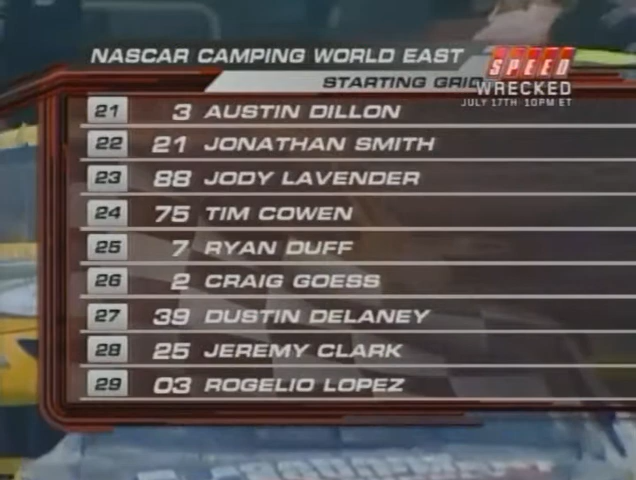 NASCAR CAMPING WORLD EAST
STARTING GRID
SPEED
WRECKED
JULY 17TH · 10PM ET
21 3 AUSTIN DILLON
22 21 JONATHAN SMITH
23 88 JODY LAVENDER
24 75 TIM COWEN
25 7 RYAN DUFF
26 2 CRAIG GOESS
27 39 DUSTIN DELANEY
28 25 JEREMY CLARK
29 03 ROGELIO LOPEZ